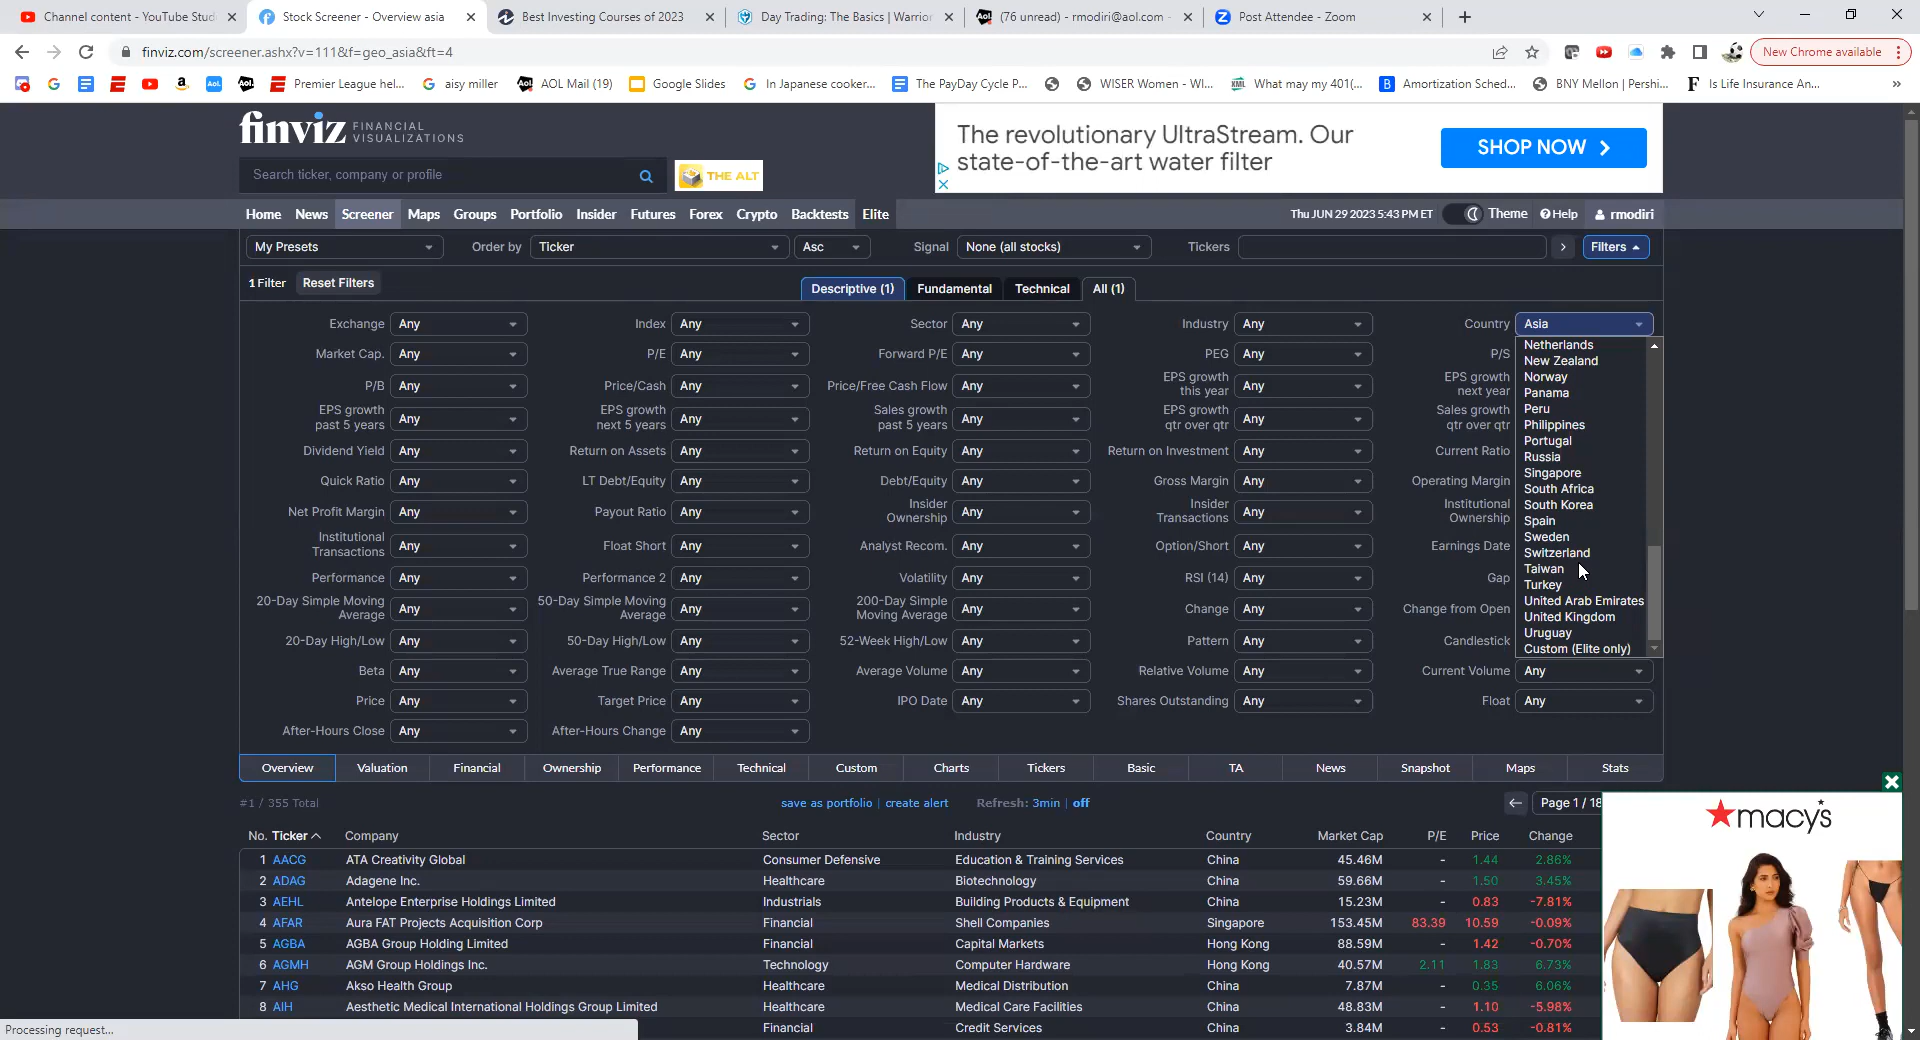 Channel content - YouTube Stud
Stock Screener - Overview asia
Best Investing Courses of 2023
Day Trading: The Basics | Warrior
(76 unread) - rmodiri@aol.com -
Post Attendee - Zoom
finviz.com/screener.ashx?v=111&f=geo_asia&ft=4
New Chrome available
Premier League hel...
aisy miller
AOL Mail (19)
Google Slides
In Japanese cooker...
The PayDay Cycle P...
WISER Women - WI...
What may my 401(...
Amortization Sched...
BNY Mellon | Pershi...
Is Life Insurance An...
»
finviz FINANCIAL VISUALIZATIONS
The revolutionary UltraStream. Our
state-of-the-art water filter
SHOP NOW
Search ticker, company or profile
THE ALT
Home News Screener Maps Groups Portfolio Insider Futures Forex Crypto Backtests Elite
Thu JUN 29 2023 5:43 PM ET Theme Help rmodiri
My Presets Order by Ticker Asc Signal None (all stocks) Tickers Filters
1 Filter Reset Filters Descriptive (1) Fundamental Technical All (1)
Exchange Any Index Any Sector Any Industry Any Country Asia
Market Cap. Any P/E Any Forward P/E Any PEG Any P/S
P/B Any Price/Cash Any Price/Free Cash Flow Any EPS growth this year Any EPS growth next year
EPS growth past 5 years Any EPS growth next 5 years Any Sales growth past 5 years Any EPS growth qtr over qtr Any Sales growth qtr over qtr
Dividend Yield Any Return on Assets Any Return on Equity Any Return on Investment Any Current Ratio
Quick Ratio Any LT Debt/Equity Any Debt/Equity Any Gross Margin Any Operating Margin
Net Profit Margin Any Payout Ratio Any Insider Ownership Any Insider Transactions Any Institutional Ownership
Institutional Transactions Any Float Short Any Analyst Recom. Any Option/Short Any Earnings Date
Performance Any Performance 2 Any Volatility Any RSI (14) Any Gap
20-Day Simple Moving Average Any 50-Day Simple Moving Average Any 200-Day Simple Moving Average Any Change Any Change from Open
20-Day High/Low Any 50-Day High/Low Any 52-Week High/Low Any Pattern Any Candlestick
Beta Any Average True Range Any Average Volume Any Relative Volume Any Current Volume Any
Price Any Target Price Any IPO Date Any Shares Outstanding Any Float Any
After-Hours Close Any After-Hours Change Any
Netherlands
New Zealand
Norway
Panama
Peru
Philippines
Portugal
Russia
Singapore
South Africa
South Korea
Spain
Sweden
Switzerland
Taiwan
Turkey
United Arab Emirates
United Kingdom
Uruguay
Custom (Elite only)
Overview Valuation Financial Ownership Performance Technical Custom Charts Tickers Basic TA News Snapshot Maps Stats
#1 / 355 Total save as portfolio | create alert Refresh: 3min | off Page 1 / 18
No. Ticker Company Sector Industry Country Market Cap P/E Price Change
1 AACG ATA Creativity Global Consumer Defensive Education & Training Services China 45.46M - 1.44 2.86%
2 ADAG Adagene Inc. Healthcare Biotechnology China 59.66M - 1.50 3.45%
3 AEHL Antelope Enterprise Holdings Limited Industrials Building Products & Equipment China 15.23M - 0.83 -7.81%
4 AFAR Aura FAT Projects Acquisition Corp Financial Shell Companies Singapore 153.45M 83.39 10.59 -0.09%
5 AGBA AGBA Group Holding Limited Financial Capital Markets Hong Kong 88.59M - 1.42 -0.70%
6 AGMH AGM Group Holdings Inc. Technology Computer Hardware Hong Kong 40.57M 2.11 1.83 6.73%
7 AHG Akso Health Group Healthcare Medical Distribution China 7.87M - 0.35 6.06%
8 AIH Aesthetic Medical International Holdings Group Limited Healthcare Medical Care Facilities China 48.83M - 1.10 -5.98%
Financial Credit Services China 3.84M - 0.53 -0.81%
macy's
Processing request...